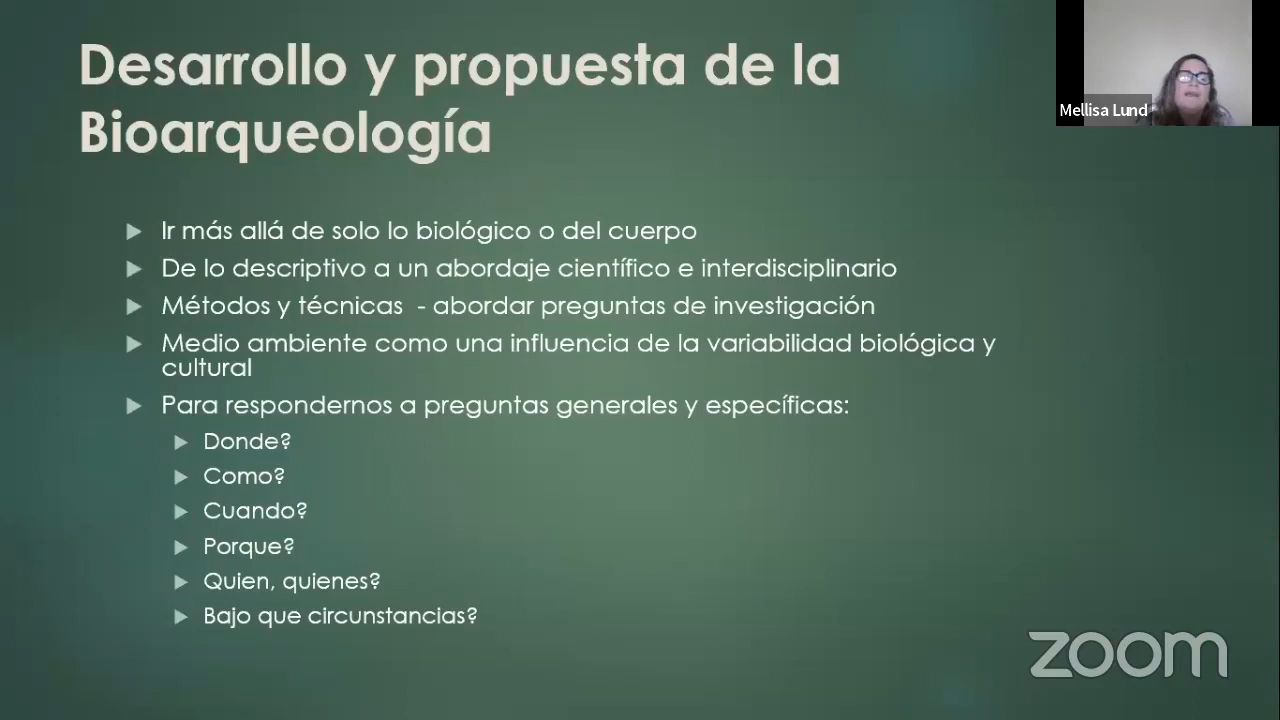 Desarrollo y propuesta de la
Bioarqueología
Mellisa Lund
Ir más allá de solo lo biológico o del cuerpo
De lo descriptivo a un abordaje científico e interdisciplinario
Métodos y técnicas - abordar preguntas de investigación
Medio ambiente como una influencia de la variabilidad biológica y
cultural
Para respondernos a preguntas generales y específicas:
Donde?
Como?
Cuando?
Porque?
Quien, quienes?
Bajo que circunstancias?
zoom